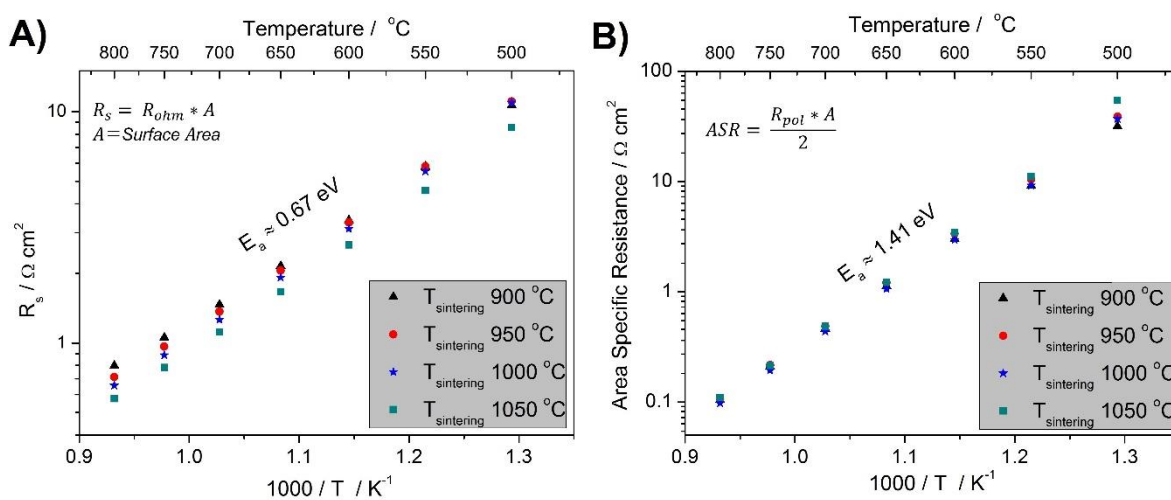 A)
Temperature / °C
800 750 700 650 600 550 500
10
1
R_s / Ω cm²
R_s = R_ohm * A
A=Surface Area
E_a ≈ 0.67 eV
T_sintering 900 °C
T_sintering 950 °C
T_sintering 1000 °C
T_sintering 1050 °C
0.9 1.0 1.1 1.2 1.3
1000 / T / K⁻¹
B)
Temperature / °C
800 750 700 650 600 550 500
100
10
1
0.1
Area Specific Resistance / Ω cm²
ASR = R_pol * A / 2
E_a ≈ 1.41 eV
T_sintering 900 °C
T_sintering 950 °C
T_sintering 1000 °C
T_sintering 1050 °C
0.9 1.0 1.1 1.2 1.3
1000 / T / K⁻¹